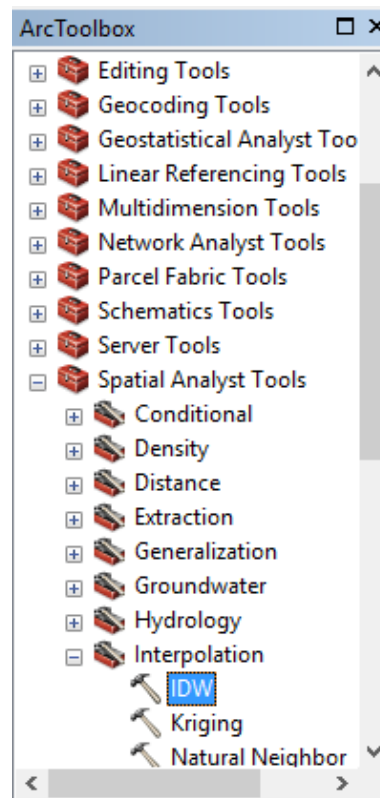 ArcToolbox
Editing Tools
Geocoding Tools
Geostatistical Analyst Too
Linear Referencing Tools
Multidimension Tools
Network Analyst Tools
Parcel Fabric Tools
Schematics Tools
Server Tools
Spatial Analyst Tools
Conditional
Density
Distance
Extraction
Generalization
Groundwater
Hydrology
Interpolation
IDW
Kriging
Natural Neighbor